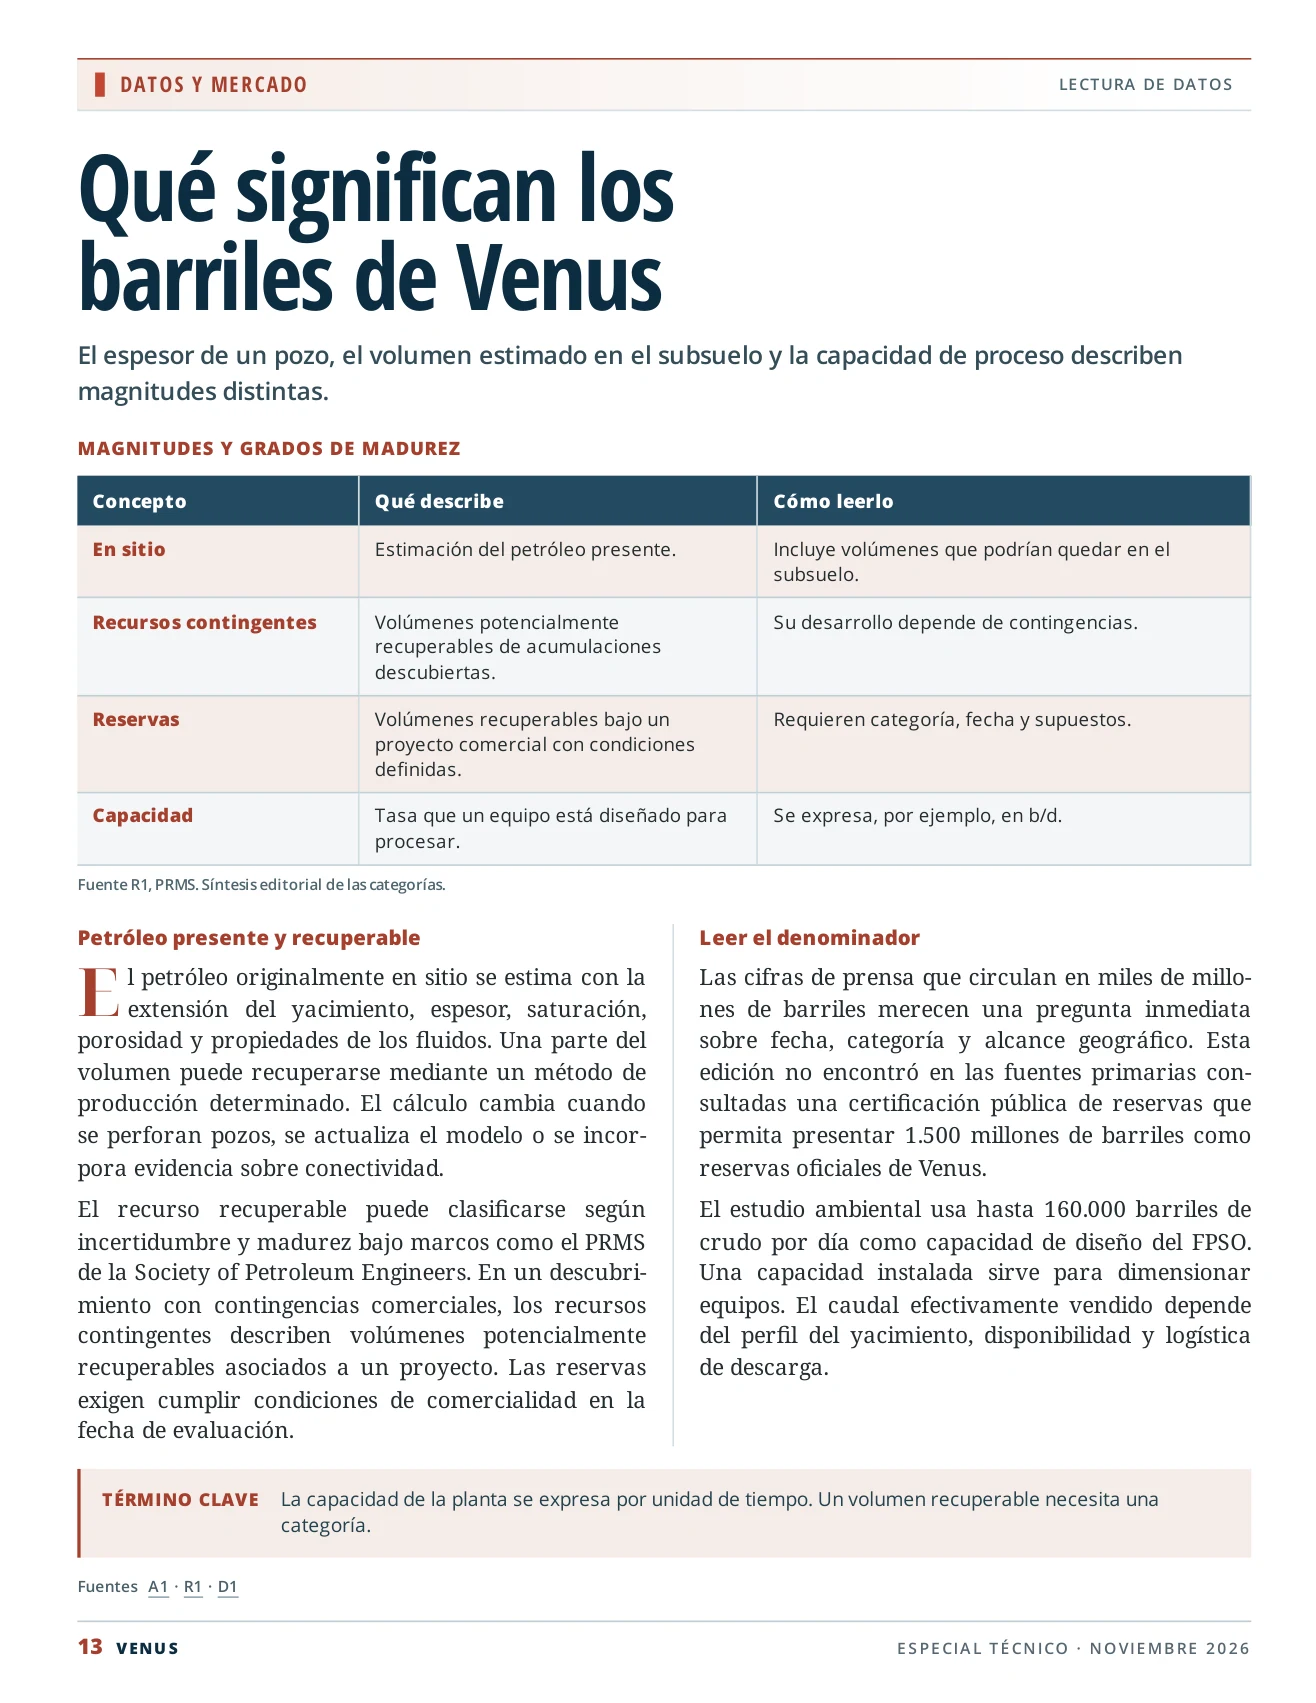 DATOS Y MERCADO
LECTURA DE DATOS
Qué significan los
barriles de Venus
El espesor de un pozo, el volumen estimado en el subsuelo y la capacidad de proceso describen
magnitudes distintas.
MAGNITUDES Y GRADOS DE MADUREZ
Concepto
Qué describe
Cómo leerlo
En sitio
Estimación del petróleo presente.
Incluye volúmenes que podrían quedar en el
subsuelo.
Recursos contingentes
Volúmenes potencialmente
recuperables de acumulaciones
descubiertas.
Su desarrollo depende de contingencias.
Reservas
Volúmenes recuperables bajo un
proyecto comercial con condiciones
definidas.
Requieren categoría, fecha y supuestos.
Capacidad
Tasa que un equipo está diseñado para
procesar.
Se expresa, por ejemplo, en b/d.
Fuente R1, PRMS. Síntesis editorial de las categorías.
Petróleo presente y recuperable
El petróleo originalmente en sitio se estima con la
extensión del yacimiento, espesor, saturación,
porosidad y propiedades de los fluidos. Una parte del
volumen puede recuperarse mediante un método de
producción determinado. El cálculo cambia cuando
se perforan pozos, se actualiza el modelo o se incor-
pora evidencia sobre conectividad.
El recurso recuperable puede clasificarse según
incertidumbre y madurez bajo marcos como el PRMS
de la Society of Petroleum Engineers. En un descubri-
miento con contingencias comerciales, los recursos
contingentes describen volúmenes potencialmente
recuperables asociados a un proyecto. Las reservas
exigen cumplir condiciones de comercialidad en la
fecha de evaluación.
Leer el denominador
Las cifras de prensa que circulan en miles de millo-
nes de barriles merecen una pregunta inmediata
sobre fecha, categoría y alcance geográfico. Esta
edición no encontró en las fuentes primarias con-
sultadas una certificación pública de reservas que
permita presentar 1.500 millones de barriles como
reservas oficiales de Venus.
El estudio ambiental usa hasta 160.000 barriles de
crudo por día como capacidad de diseño del FPSO.
Una capacidad instalada sirve para dimensionar
equipos. El caudal efectivamente vendido depende
del perfil del yacimiento, disponibilidad y logística
de descarga.
TÉRMINO CLAVE
La capacidad de la planta se expresa por unidad de tiempo. Un volumen recuperable necesita una
categoría.
Fuentes A1 · R1 · D1
13 VENUS
ESPECIAL TÉCNICO · NOVIEMBRE 2026